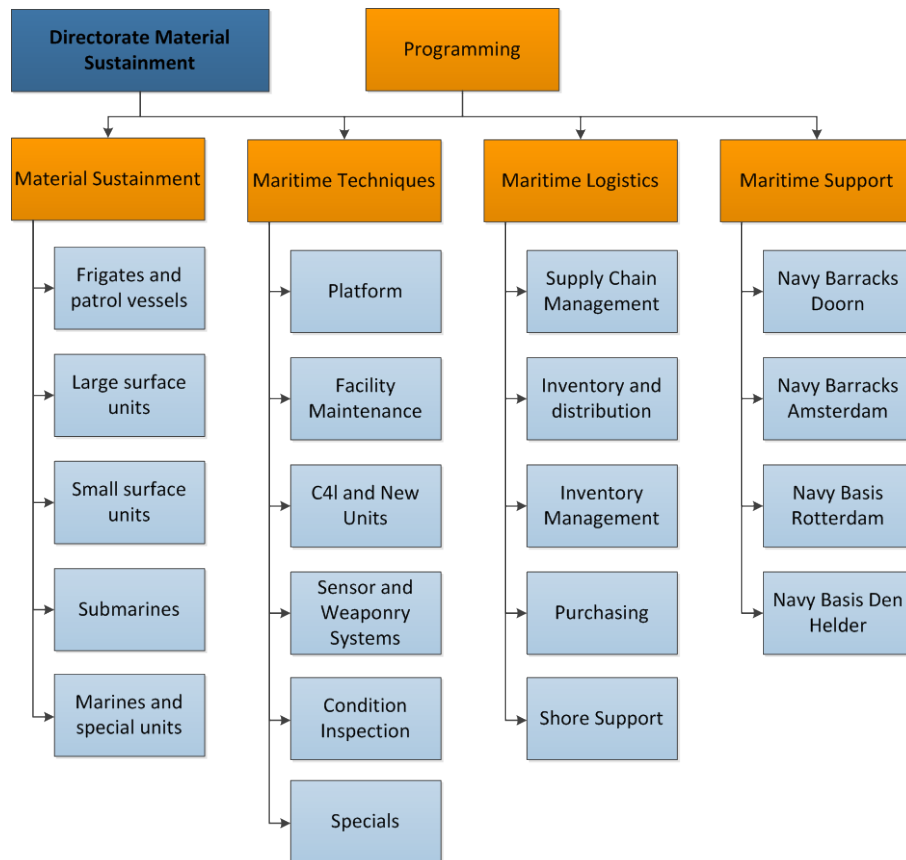 Directorate Material
Sustainment
Programming
Material Sustainment
Maritime Techniques
Maritime Logistics
Maritime Support
Frigates and
patrol vessels
Large surface
units
Small surface
units
Submarines
Marines and
special units
Platform
Facility
Maintenance
C4l and New
Units
Sensor and
Weaponry
Systems
Condition
Inspection
Specials
Supply Chain
Management
Inventory and
distribution
Inventory
Management
Purchasing
Shore Support
Navy Barracks
Doorn
Navy Barracks
Amsterdam
Navy Basis
Rotterdam
Navy Basis Den
Helder